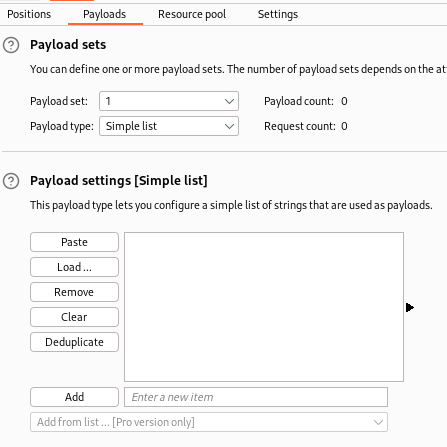 Positions Payloads Resource pool Settings
Payload sets
You can define one or more payload sets. The number of payload sets depends on the
Payload set: 1 Payload count: 0
Payload type: Simple list Request count: 0
Payload settings [Simple list]
This payload type lets you configure a simple list of strings that are used as payloads.
Paste
Load ...
Remove
Clear
Deduplicate
Add Enter a new item
Add from list ... [Pro version only]